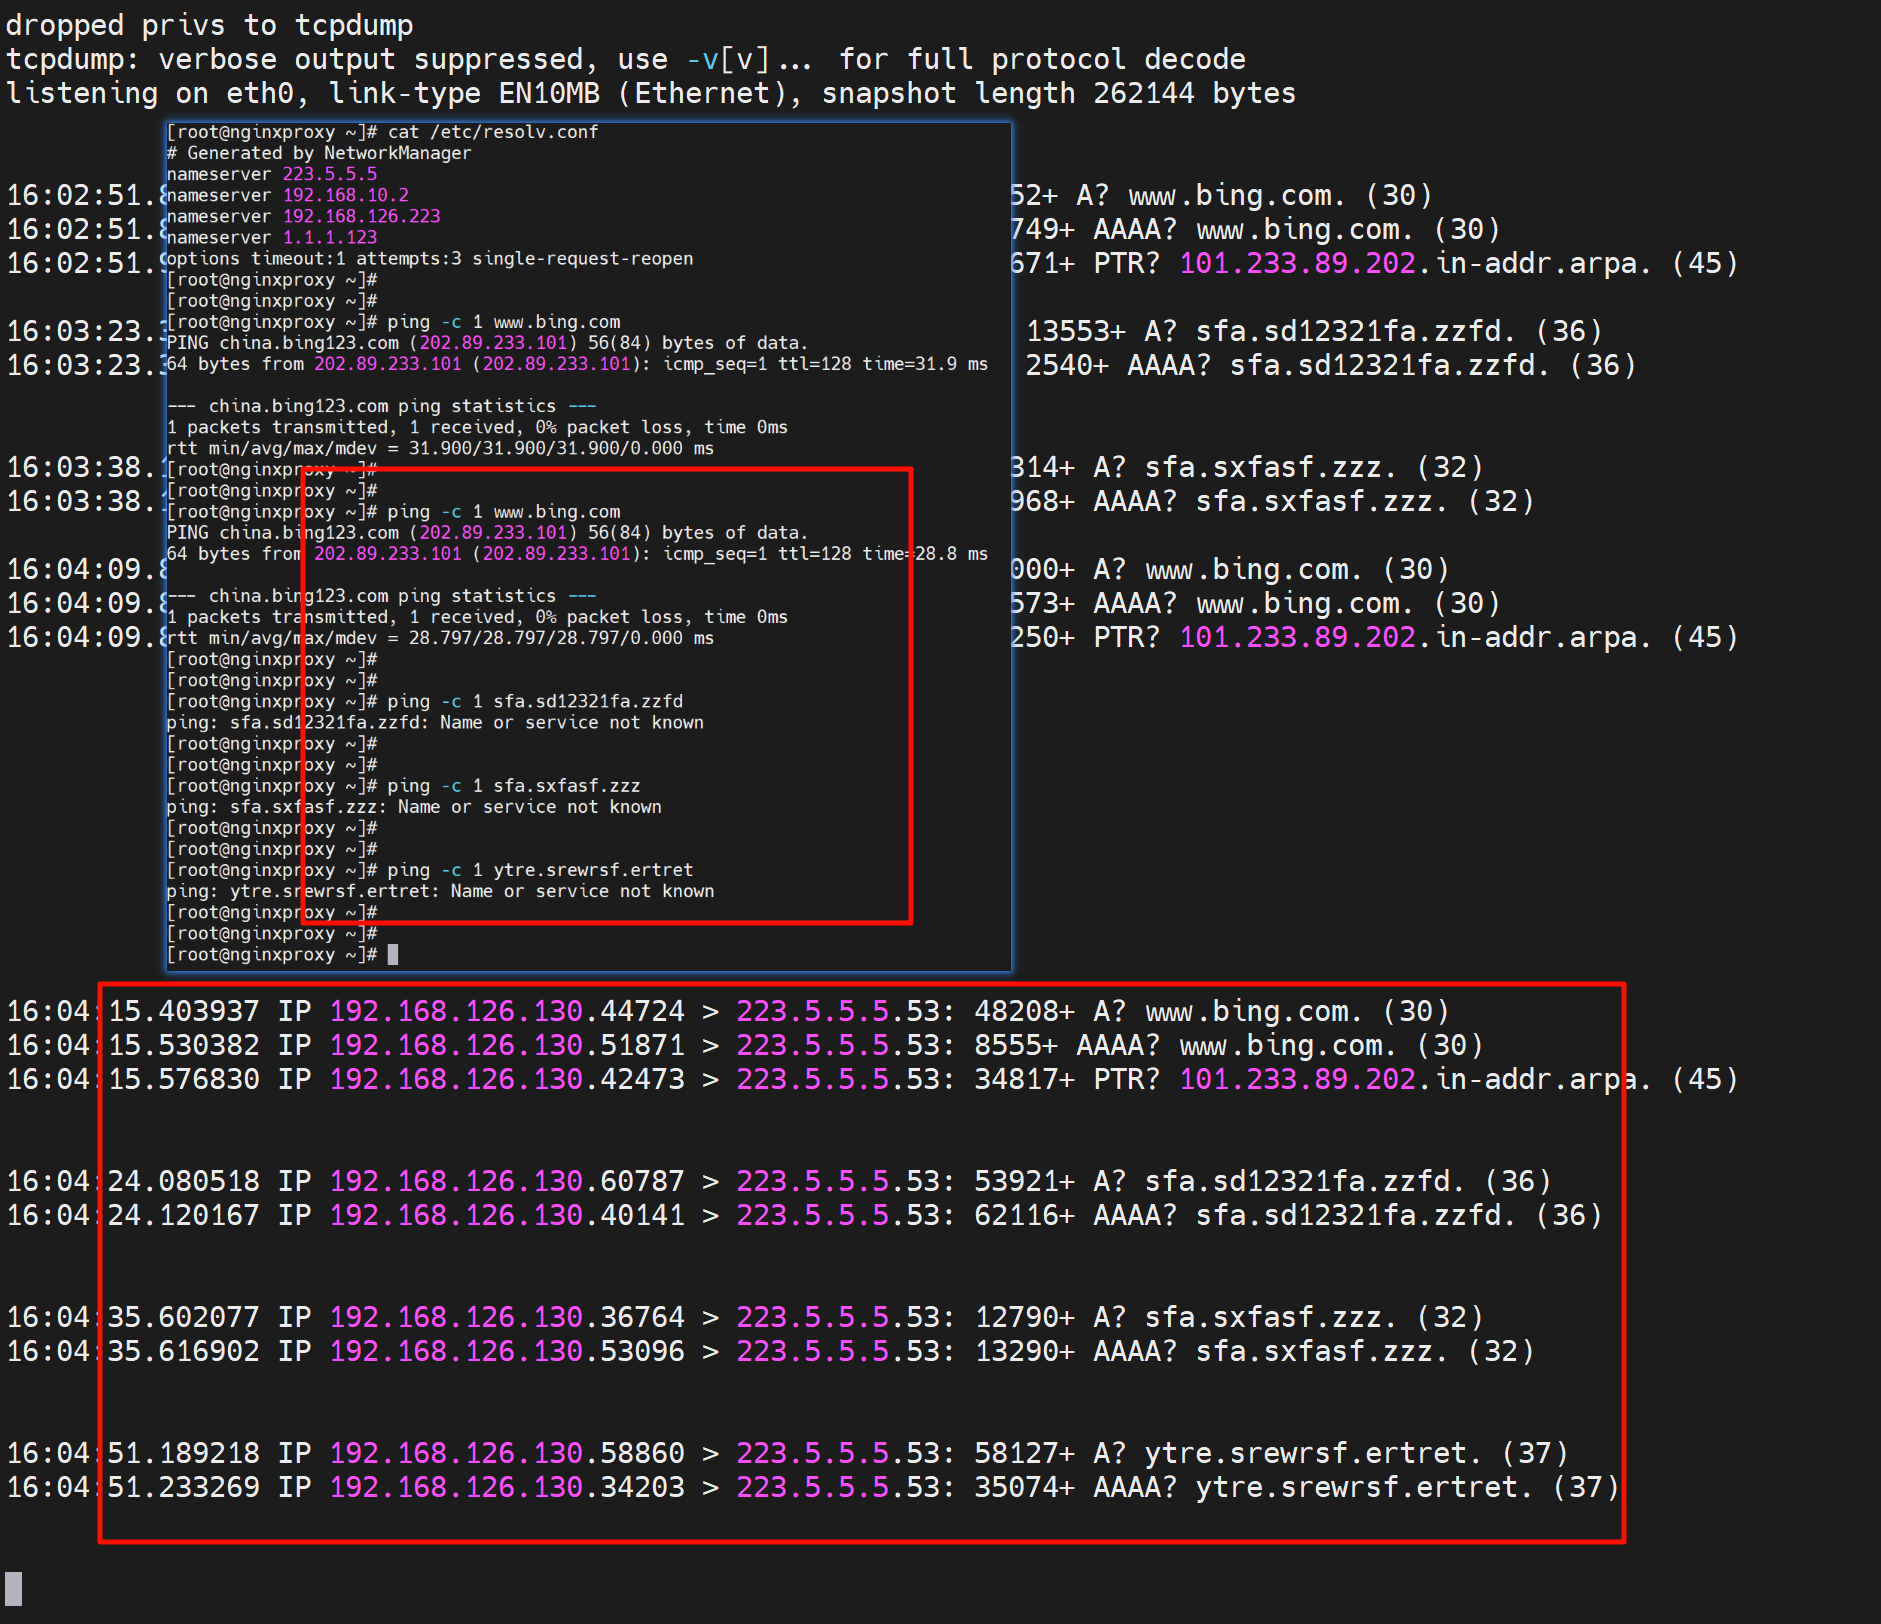 dropped privs to tcpdump
tcpdump: verbose output suppressed, use -v[v]... for full protocol decode
listening on eth0, link-type EN10MB (Ethernet), snapshot length 262144 bytes
[root@nginxproxy ~]# cat /etc/resolv.conf
# Generated by NetworkManager
nameserver 223.5.5.5
nameserver 192.168.10.2
nameserver 192.168.126.223
nameserver 1.1.1.123
options timeout:1 attempts:3 single-request-reopen
[root@nginxproxy ~]#
[root@nginxproxy ~]#
[root@nginxproxy ~]# ping -c 1 www.bing.com
PING china.bing123.com (202.89.233.101) 56(84) bytes of data.
64 bytes from 202.89.233.101 (202.89.233.101): icmp_seq=1 ttl=128 time=31.9 ms
--- china.bing123.com ping statistics ---
1 packets transmitted, 1 received, 0% packet loss, time 0ms
rtt min/avg/max/mdev = 31.900/31.900/31.900/0.000 ms
[root@nginxproxy ~]#
[root@nginxproxy ~]#
[root@nginxproxy ~]# ping -c 1 www.bing.com
PING china.bing123.com (202.89.233.101) 56(84) bytes of data.
64 bytes from 202.89.233.101 (202.89.233.101): icmp_seq=1 ttl=128 time=28.8 ms
--- china.bing123.com ping statistics ---
1 packets transmitted, 1 received, 0% packet loss, time 0ms
rtt min/avg/max/mdev = 28.797/28.797/28.797/0.000 ms
[root@nginxproxy ~]#
[root@nginxproxy ~]#
[root@nginxproxy ~]# ping -c 1 sfa.sd12321fa.zzfd
ping: sfa.sd12321fa.zzfd: Name or service not known
[root@nginxproxy ~]#
[root@nginxproxy ~]#
[root@nginxproxy ~]# ping -c 1 sfa.sxfasf.zzz
ping: sfa.sxfasf.zzz: Name or service not known
[root@nginxproxy ~]#
[root@nginxproxy ~]#
[root@nginxproxy ~]# ping -c 1 ytre.srewrsf.ertret
ping: ytre.srewrsf.ertret: Name or service not known
[root@nginxproxy ~]#
[root@nginxproxy ~]#
[root@nginxproxy ~]#
16:02:51.8 52+ A? www.bing.com. (30)
16:02:51.8 749+ AAAA? www.bing.com. (30)
16:02:51.9 671+ PTR? 101.233.89.202.in-addr.arpa. (45)
16:03:23.3 13553+ A? sfa.sd12321fa.zzfd. (36)
16:03:23.3 2540+ AAAA? sfa.sd12321fa.zzfd. (36)
16:03:38.1 314+ A? sfa.sxfasf.zzz. (32)
16:03:38.1 968+ AAAA? sfa.sxfasf.zzz. (32)
16:04:09.8 000+ A? www.bing.com. (30)
16:04:09.8 573+ AAAA? www.bing.com. (30)
16:04:09.8 250+ PTR? 101.233.89.202.in-addr.arpa. (45)
16:04:15.403937 IP 192.168.126.130.44724 > 223.5.5.5.53: 48208+ A? www.bing.com. (30)
16:04:15.530382 IP 192.168.126.130.51871 > 223.5.5.5.53: 8555+ AAAA? www.bing.com. (30)
16:04:15.576830 IP 192.168.126.130.42473 > 223.5.5.5.53: 34817+ PTR? 101.233.89.202.in-addr.arpa. (45)
16:04:24.080518 IP 192.168.126.130.60787 > 223.5.5.5.53: 53921+ A? sfa.sd12321fa.zzfd. (36)
16:04:24.120167 IP 192.168.126.130.40141 > 223.5.5.5.53: 62116+ AAAA? sfa.sd12321fa.zzfd. (36)
16:04:35.602077 IP 192.168.126.130.36764 > 223.5.5.5.53: 12790+ A? sfa.sxfasf.zzz. (32)
16:04:35.616902 IP 192.168.126.130.53096 > 223.5.5.5.53: 13290+ AAAA? sfa.sxfasf.zzz. (32)
16:04:51.189218 IP 192.168.126.130.58860 > 223.5.5.5.53: 58127+ A? ytre.srewrsf.ertret. (37)
16:04:51.233269 IP 192.168.126.130.34203 > 223.5.5.5.53: 35074+ AAAA? ytre.srewrsf.ertret. (37)